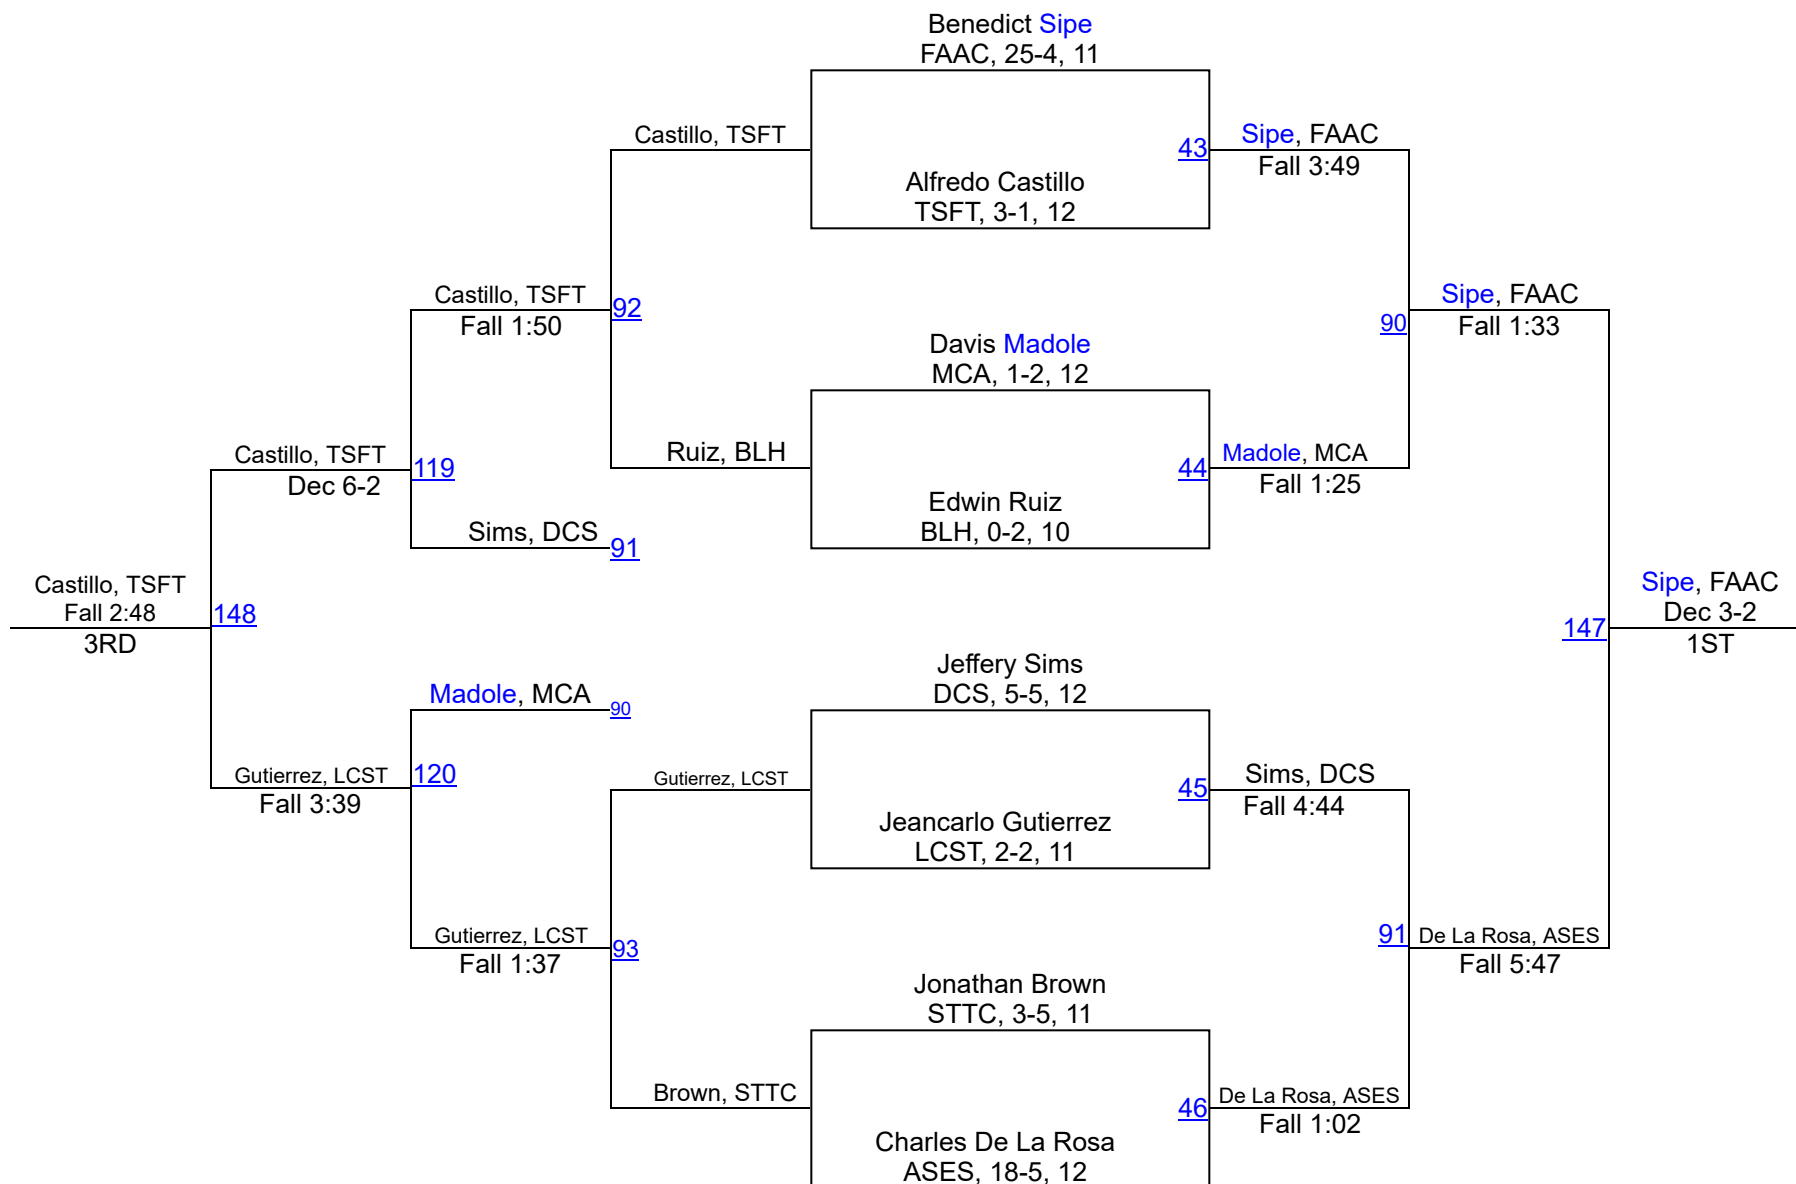 Benedict Sipe
FAAC, 25-4, 11
Castillo, TSFT
43
Sipe, FAAC
Fall 3:49
Alfredo Castillo
TSFT, 3-1, 12
Castillo, TSFT
Fall 1:50
92
90
Sipe, FAAC
Fall 1:33
Davis Madole
MCA, 1-2, 12
Castillo, TSFT
Dec 6-2
119
Ruiz, BLH
44
Madole, MCA
Fall 1:25
Edwin Ruiz
BLH, 0-2, 10
Sims, DCS
91
Castillo, TSFT
Fall 2:48
3RD
148
147
Sipe, FAAC
Dec 3-2
1ST
Jeffery Sims
DCS, 5-5, 12
Madole, MCA
90
Gutierrez, LCST
Fall 3:39
120
Gutierrez, LCST
45
Sims, DCS
Fall 4:44
Jeancarlo Gutierrez
LCST, 2-2, 11
Gutierrez, LCST
Fall 1:37
93
91
De La Rosa, ASES
Fall 5:47
Jonathan Brown
STTC, 3-5, 11
Brown, STTC
46
De La Rosa, ASES
Fall 1:02
Charles De La Rosa
ASES, 18-5, 12